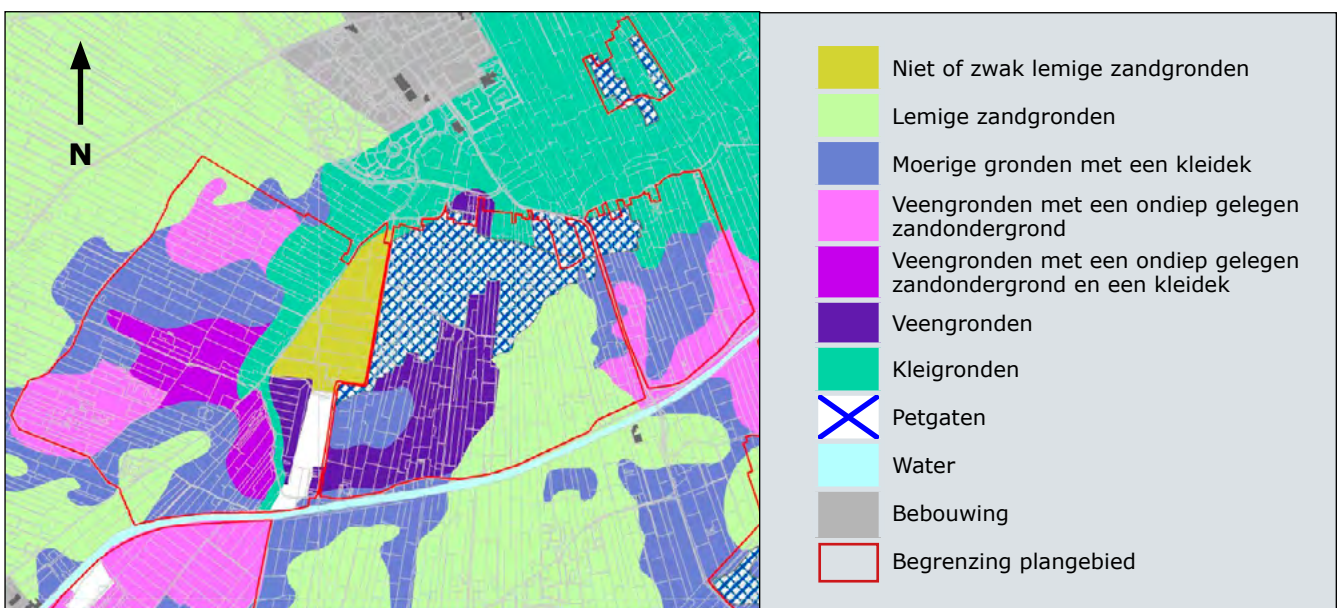 N
Niet of zwak lemige zandgronden
Lemige zandgronden
Moerige gronden met een kleidek
Veengronden met een ondiep gelegen
zandondergrond
Veengronden met een ondiep gelegen
zandondergrond en een kleidek
Veengronden
Kleigronden
Petgaten
Water
Bebouwing
Begrenzing plangebied